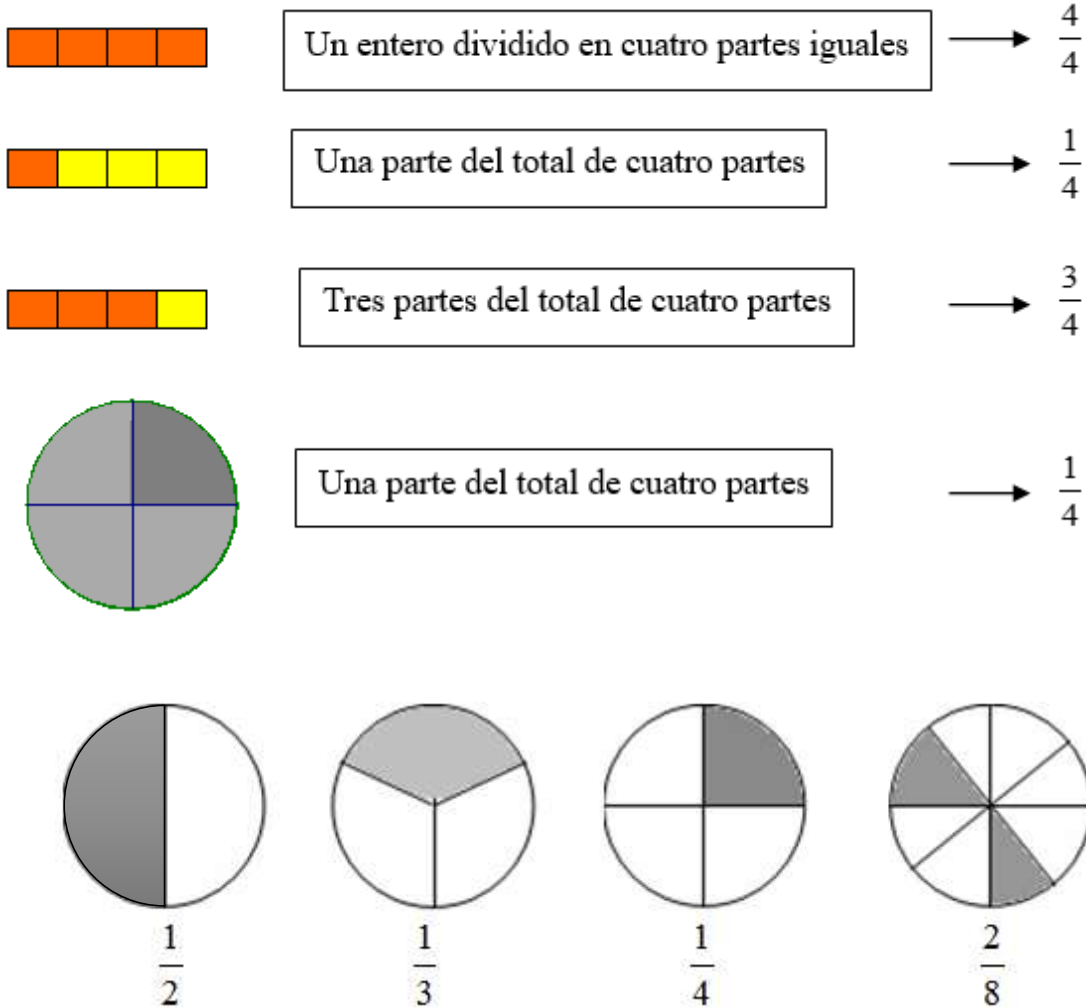 Un entero dividido en cuatro partes iguales → 4/4
Una parte del total de cuatro partes → 1/4
Tres partes del total de cuatro partes → 3/4
Una parte del total de cuatro partes → 1/4
1/2 1/3 1/4 2/8